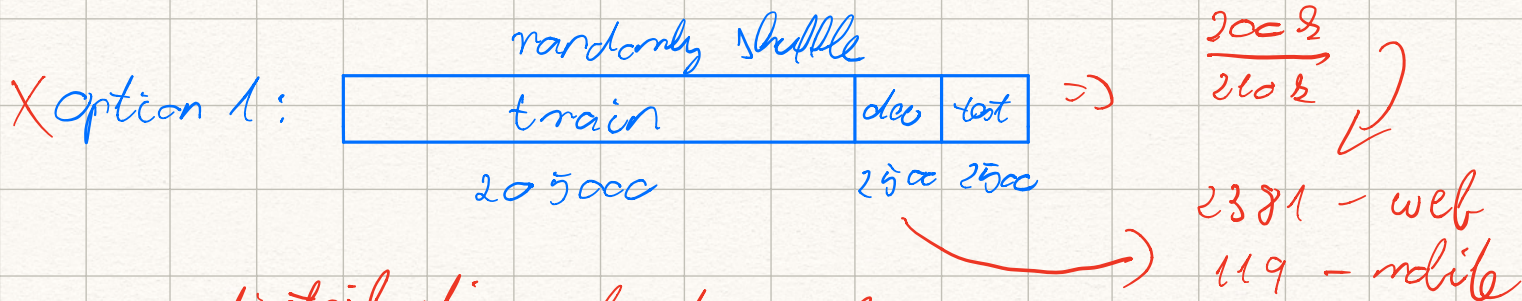 randomly shuffle
X Option 1:
train dev test =>
200k
210k
205000 2500 2500
2381 - web
119 - mobile